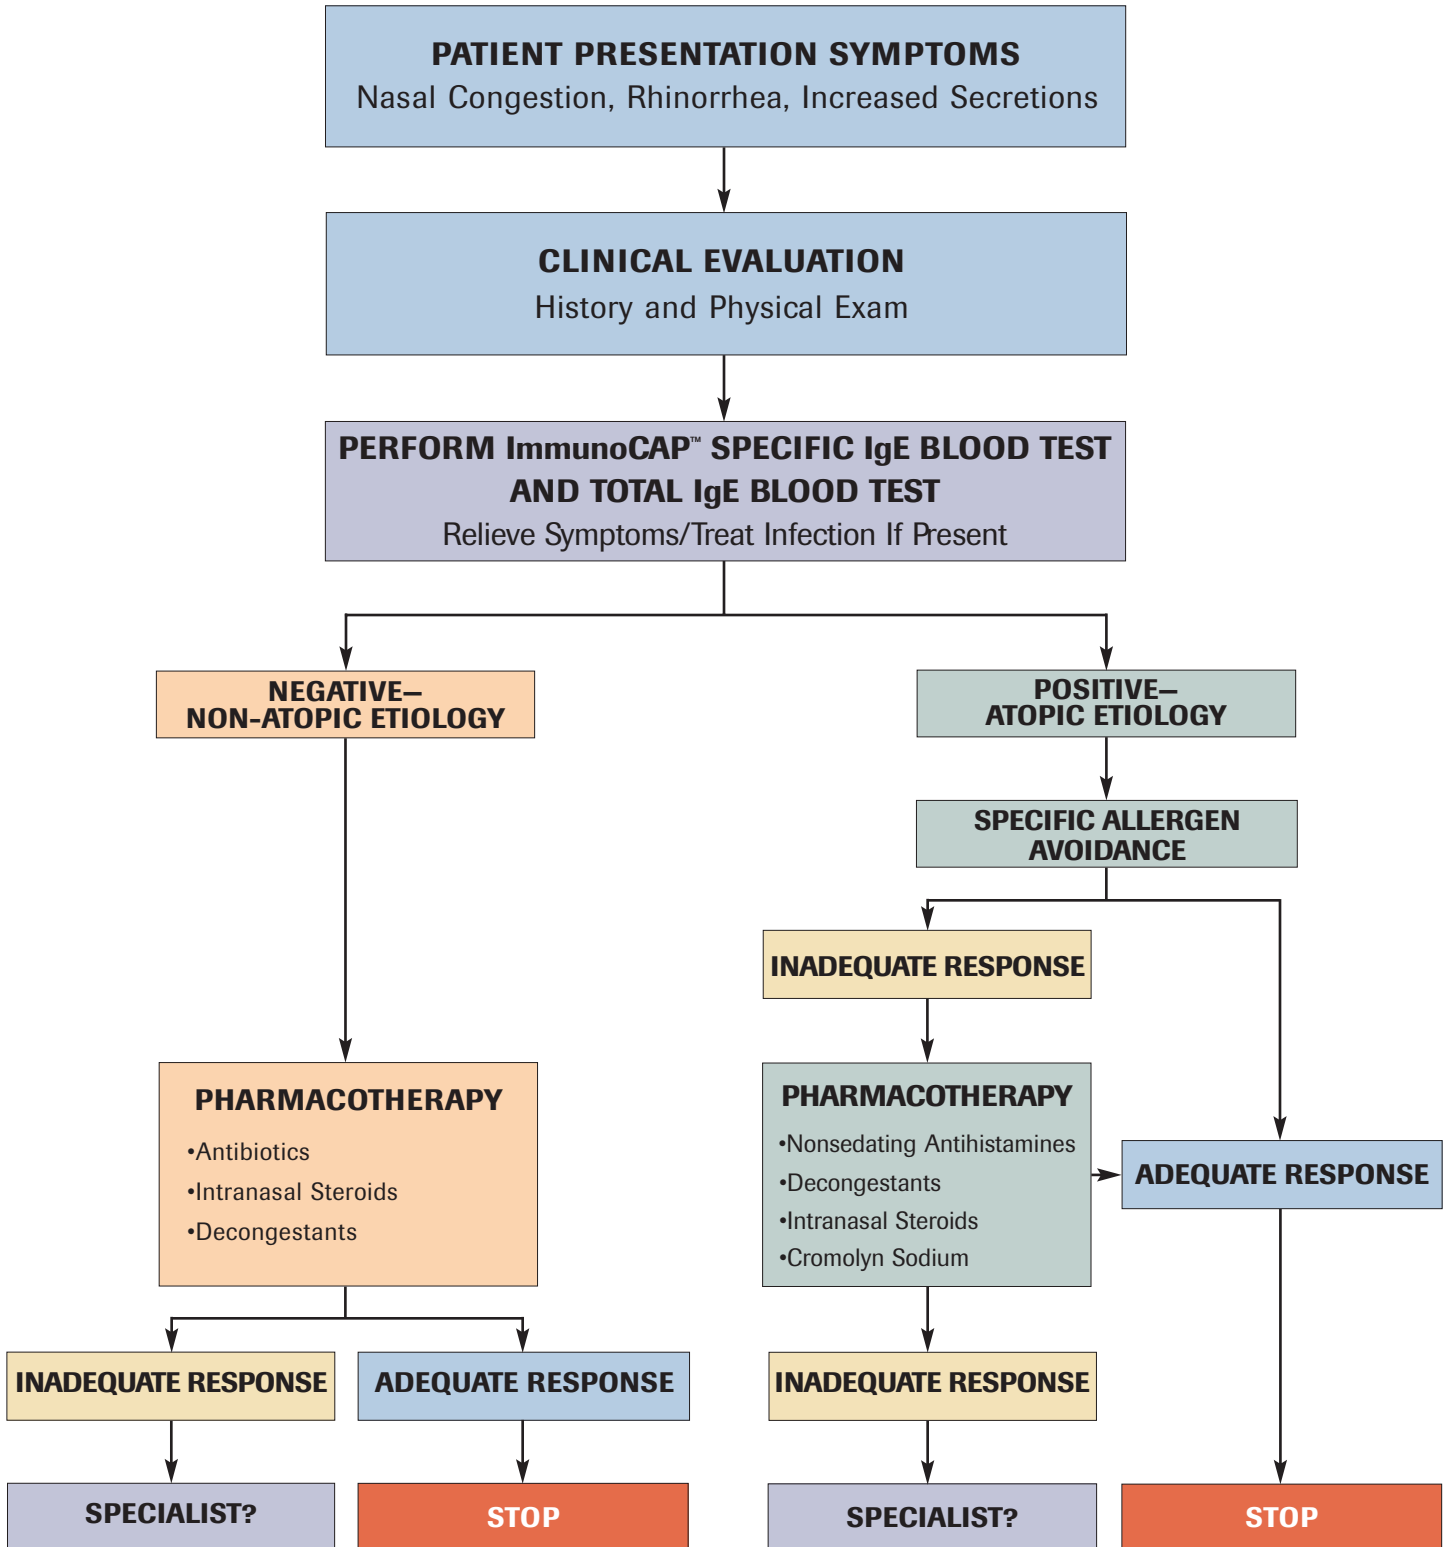 PATIENT PRESENTATION SYMPTOMS
Nasal Congestion, Rhinorrhea, Increased Secretions
CLINICAL EVALUATION
History and Physical Exam
PERFORM ImmunoCAP™ SPECIFIC IgE BLOOD TEST
AND TOTAL IgE BLOOD TEST
Relieve Symptoms/Treat Infection If Present
NEGATIVE–
NON-ATOPIC ETIOLOGY
POSITIVE–
ATOPIC ETIOLOGY
SPECIFIC ALLERGEN
AVOIDANCE
INADEQUATE RESPONSE
PHARMACOTHERAPY
•Antibiotics
•Intranasal Steroids
•Decongestants
PHARMACOTHERAPY
•Nonsedating Antihistamines
•Decongestants
•Intranasal Steroids
•Cromolyn Sodium
ADEQUATE RESPONSE
INADEQUATE RESPONSE
ADEQUATE RESPONSE
INADEQUATE RESPONSE
SPECIALIST?
STOP
SPECIALIST?
STOP